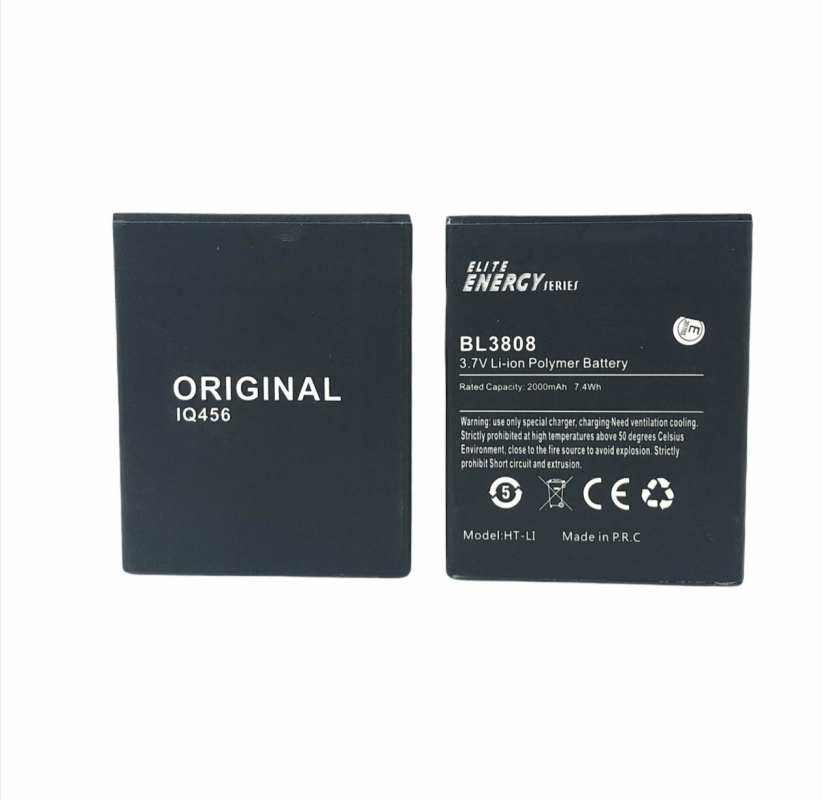 ORIGINAL
IQ456
ELITE
ENERGY SERIES
BL3808
3.7V Li-ion Polymer Battery
Rated Capacity: 2000mAh 7.4Wh
Warning: use only special charger, charging·Need ventilation cooling.
Strictly prohibited at high temperatures above 50 degrees Celsius
Environment, close to the fire source to avoid explosion. Strictly
prohibit Short circuit and extrusion.
5
CE
Model:HT-LI Made in P.R.C